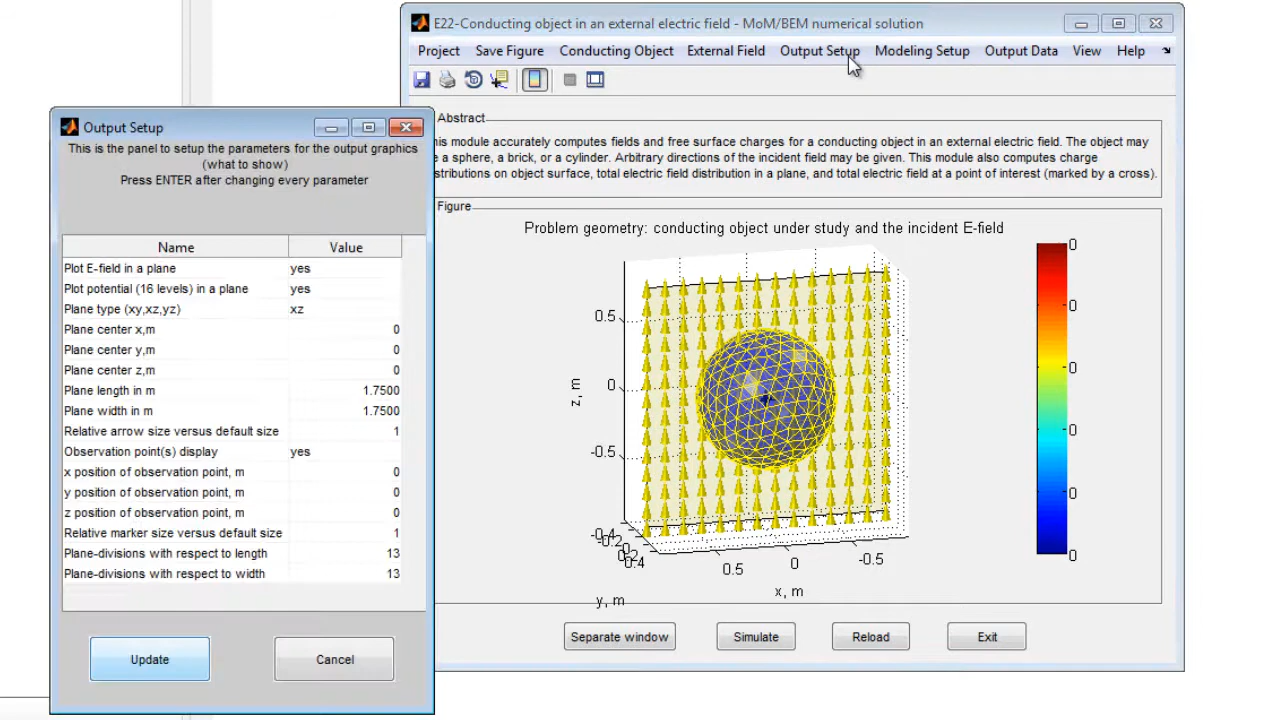 E22-Conducting object in an external electric field - MoM/BEM numerical solution
Project Save Figure Conducting Object External Field Output Setup Modeling Setup Output Data View Help
Abstract
his module accurately computes fields and free surface charges for a conducting object in an external electric field. The object may
e a sphere, a brick, or a cylinder. Arbitrary directions of the incident field may be given. This module also computes charge
stributions on object surface, total electric field distribution in a plane, and total electric field at a point of interest (marked by a cross).
Figure
Problem geometry: conducting object under study and the incident E-field
0.5
0
-0.5
z, m
-0.4
-0.2
0
0.2
0.4
y, m
0.5 0 -0.5
x, m
0
0
0
0
0
0
Separate window Simulate Reload Exit
Output Setup
This is the panel to setup the parameters for the output graphics
(what to show)
Press ENTER after changing every parameter
Name Value
Plot E-field in a plane yes
Plot potential (16 levels) in a plane yes
Plane type (xy,xz,yz) xz
Plane center x,m 0
Plane center y,m 0
Plane center z,m 0
Plane length in m 1.7500
Plane width in m 1.7500
Relative arrow size versus default size 1
Observation point(s) display yes
x position of observation point, m 0
y position of observation point, m 0
z position of observation point, m 0
Relative marker size versus default size 1
Plane-divisions with respect to length 13
Plane-divisions with respect to width 13
Update Cancel